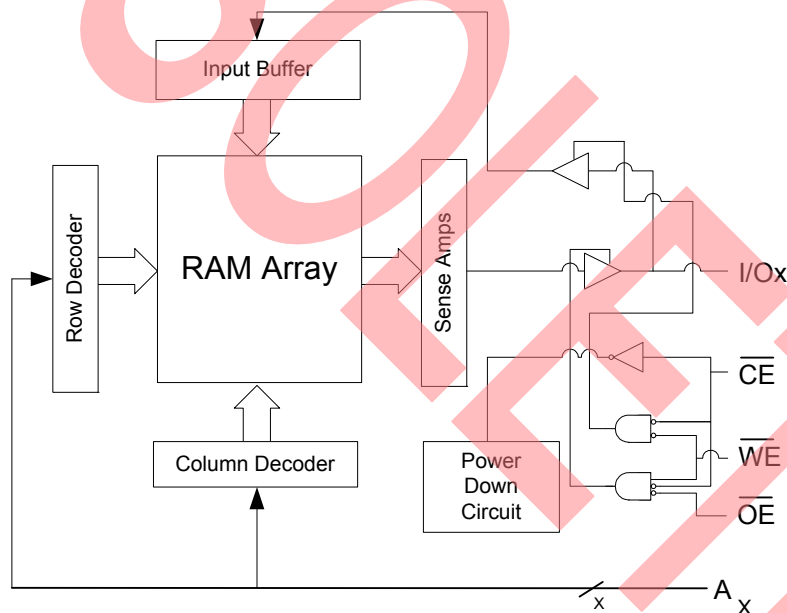 Input Buffer
Row Decoder
RAM Array
Sense Amps
I/Ox
CE
Column Decoder
Power
Down
Circuit
WE
OE
x
A x